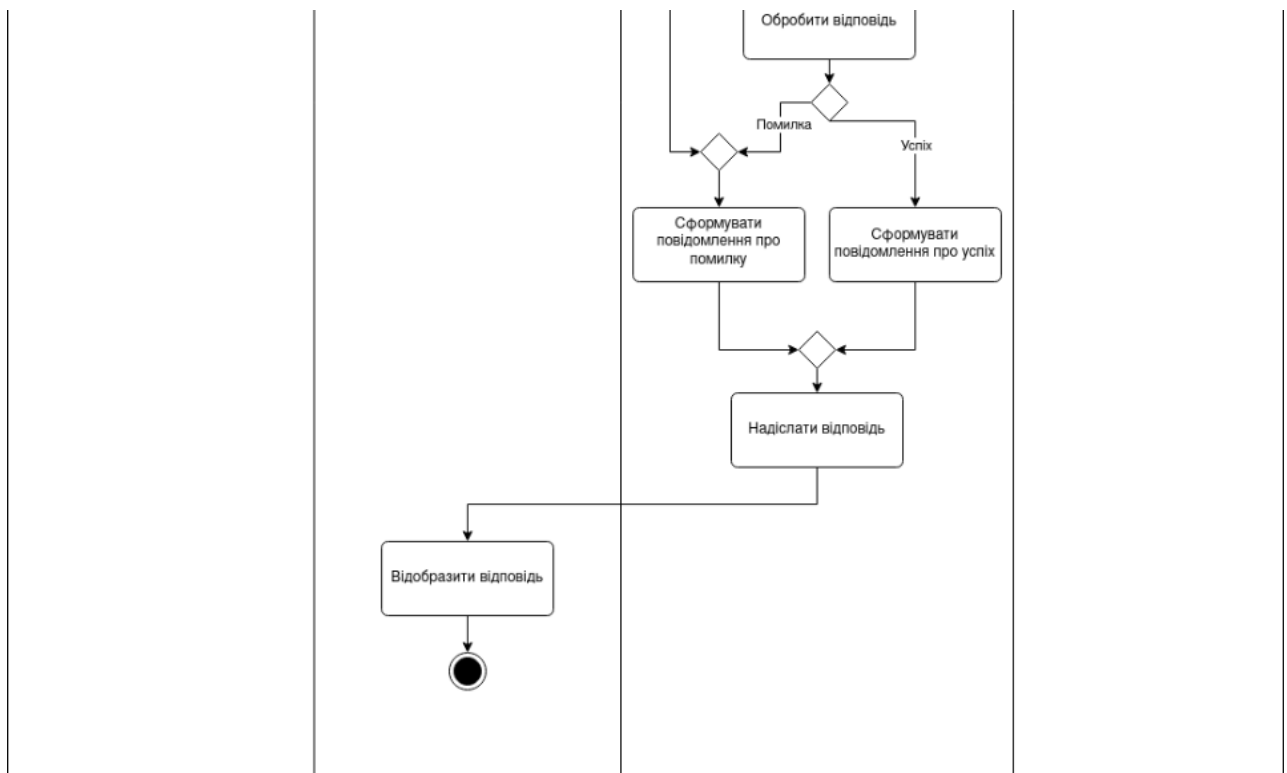 Обробити відповідь
Помилка
Успіх
Сформувати
повідомлення про
помилку
Сформувати
повідомлення про успіх
Надіслати відповідь
Відобразити відповідь